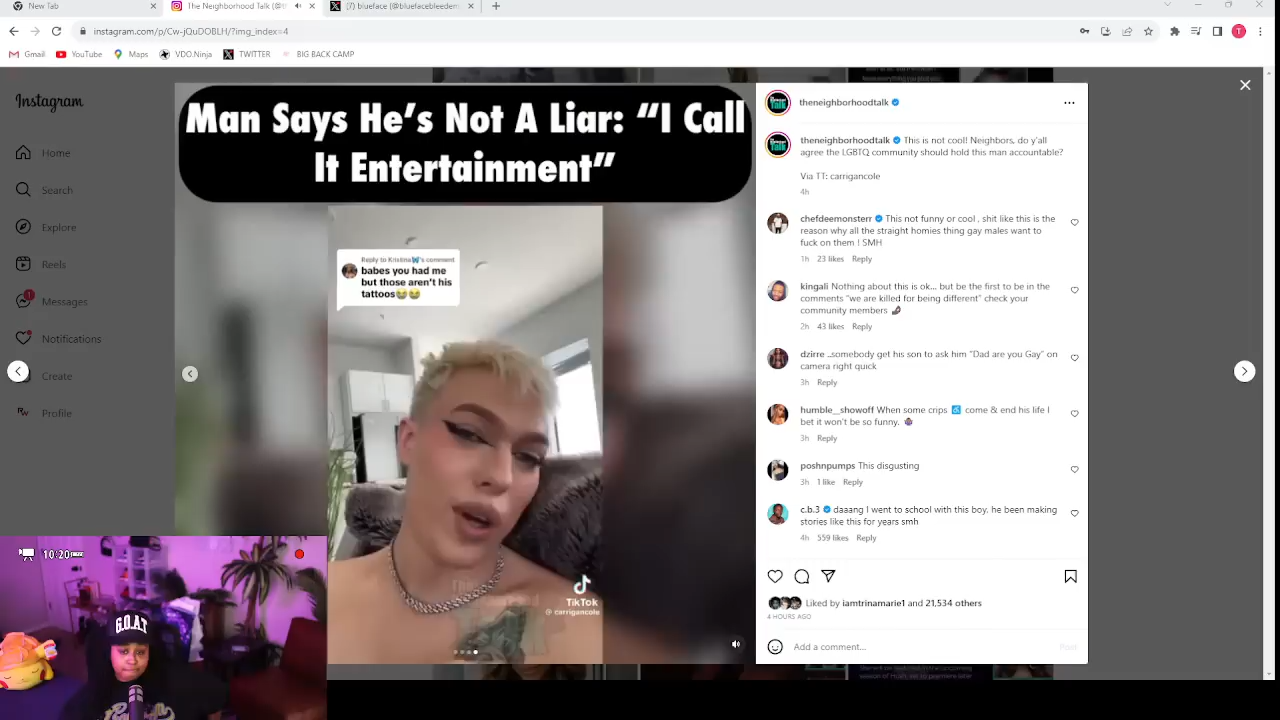 New Tab
The Neighborhood Talk (@t
(7) blueface (@bluefacebleedem
instagram.com/p/Cw-jQuDOBLH/?img_index=4
T
Gmail
YouTube
Maps
VDO.Ninja
TWITTER
BIG BACK CAMP
Instagram
Home
Search
Explore
Reels
1
Messages
Notifications
Create
Profile
Man Says He's Not A Liar: "I Call
It Entertainment"
Reply to Kristina's comment
babes you had me
but those aren't his
tattoos😭😭
TikTok
@carrigancole
10:20
G.O.A.T
theneighborhoodtalk
theneighborhoodtalk This is not cool! Neighbors, do y'all
agree the LGBTQ community should hold this man accountable?
Via TT: carrigancole
4h
chefdeemonsterr This not funny or cool , shit like this is the
reason why all the straight homies thing gay males want to
fuck on them ! SMH
1h 23 likes Reply
kingali Nothing about this is ok... but be the first to be in the
comments "we are killed for being different" check your
community members
2h 43 likes Reply
dzirre ..somebody get his son to ask him "Dad are you Gay" on
camera right quick
3h Reply
humble__showoff When some crips ♿ come & end his life I
bet it won't be so funny.
3h Reply
poshnpumps This disgusting
3h 1 like Reply
c.b.3 daaang I went to school with this boy. he been making
stories like this for years smh
4h 559 likes Reply
Liked by iamtrinamarie1 and 21,534 others
4 HOURS AGO
Add a comment...
Post